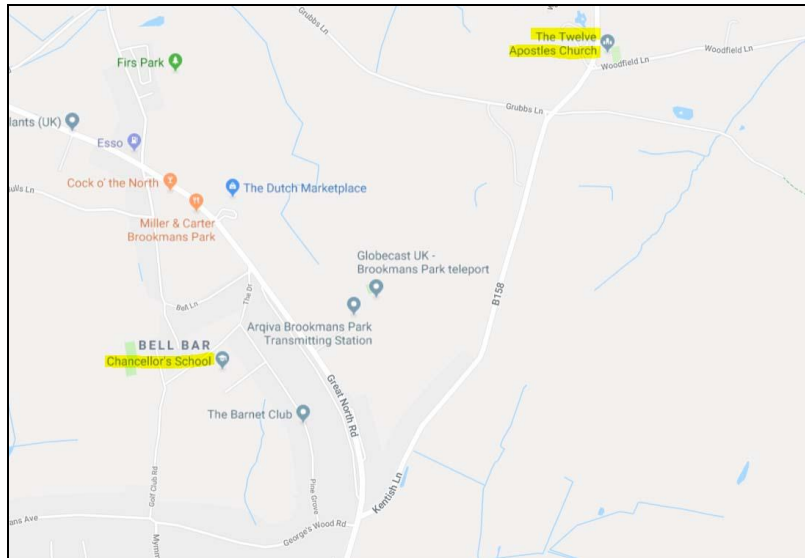 Grubbs Ln
The Twelve
Apostles Church
Woodfield Ln
Woodfield Ln
Firs Park
Grubbs Ln
lants (UK)
Esso
Cock o' the North
The Dutch Marketplace
Miller & Carter
Brookmans Park
Globecast UK -
Brookmans Park teleport
B158
Bell Ln
The Dr
Arqiva Brookmans Park
Transmitting Station
BELL BAR
Chancellor's School
Great North Rd
The Barnet Club
Golf Club Rd
Pine Grove
Kentish Ln
ans Ave
George's Wood Rd
Mymm